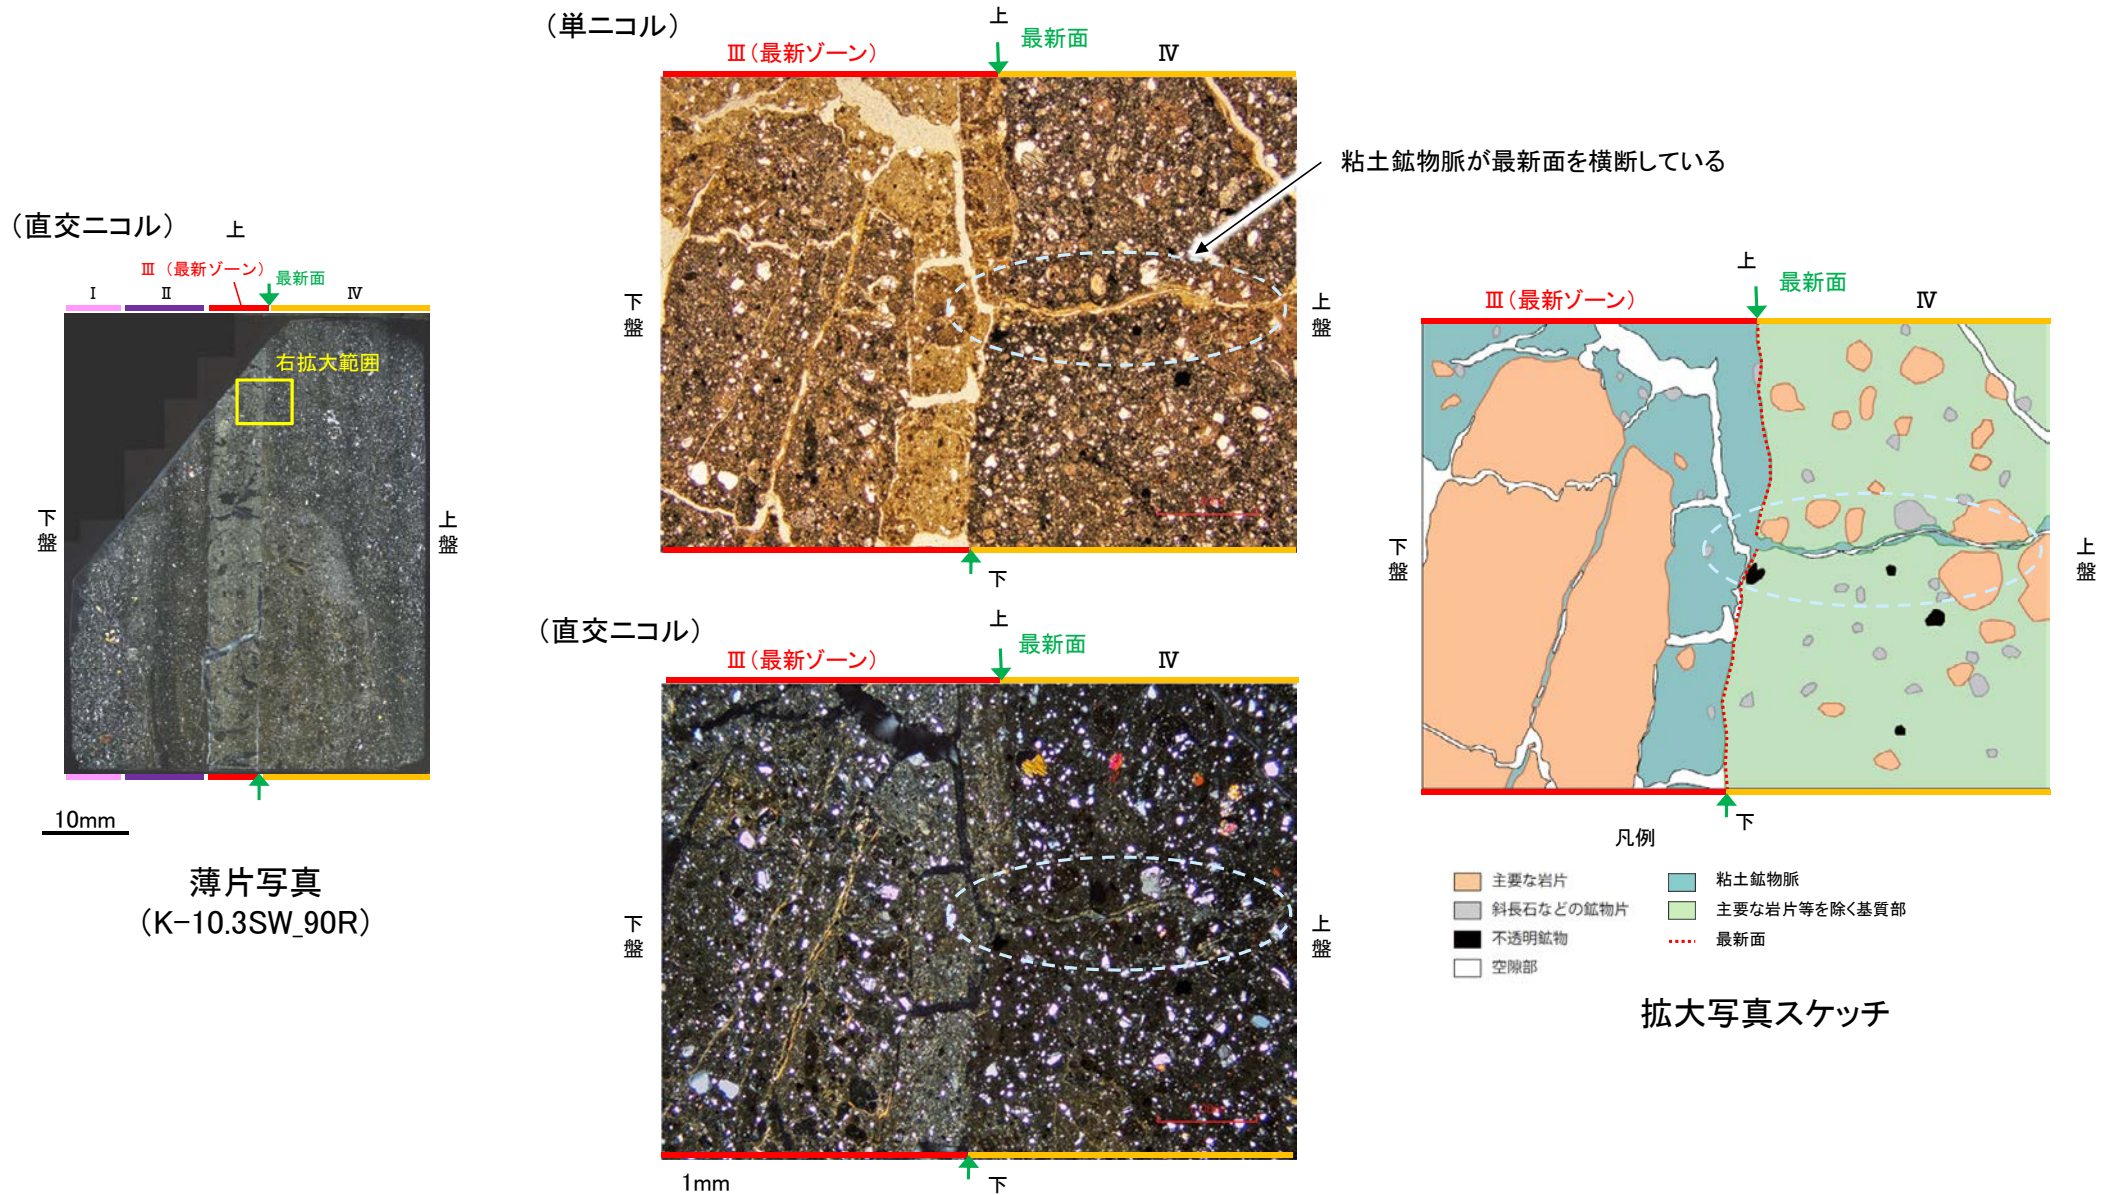 （直交ニコル）
上
Ⅲ（最新ゾーン）
最新面
Ⅰ
Ⅱ
Ⅳ
右拡大範囲
下盤
上盤
10mm
薄片写真
（K−10.3SW_90R）
（単ニコル）
上
最新面
Ⅲ（最新ゾーン）
Ⅳ
粘土鉱物脈が最新面を横断している
下盤
上盤
下
（直交ニコル）
上
最新面
Ⅲ（最新ゾーン）
Ⅳ
下盤
上盤
1mm
下
上
最新面
Ⅲ（最新ゾーン）
Ⅳ
下盤
上盤
下
凡例
主要な岩片
斜長石などの鉱物片
不透明鉱物
空隙部
粘土鉱物脈
主要な岩片等を除く基質部
最新面
拡大写真スケッチ